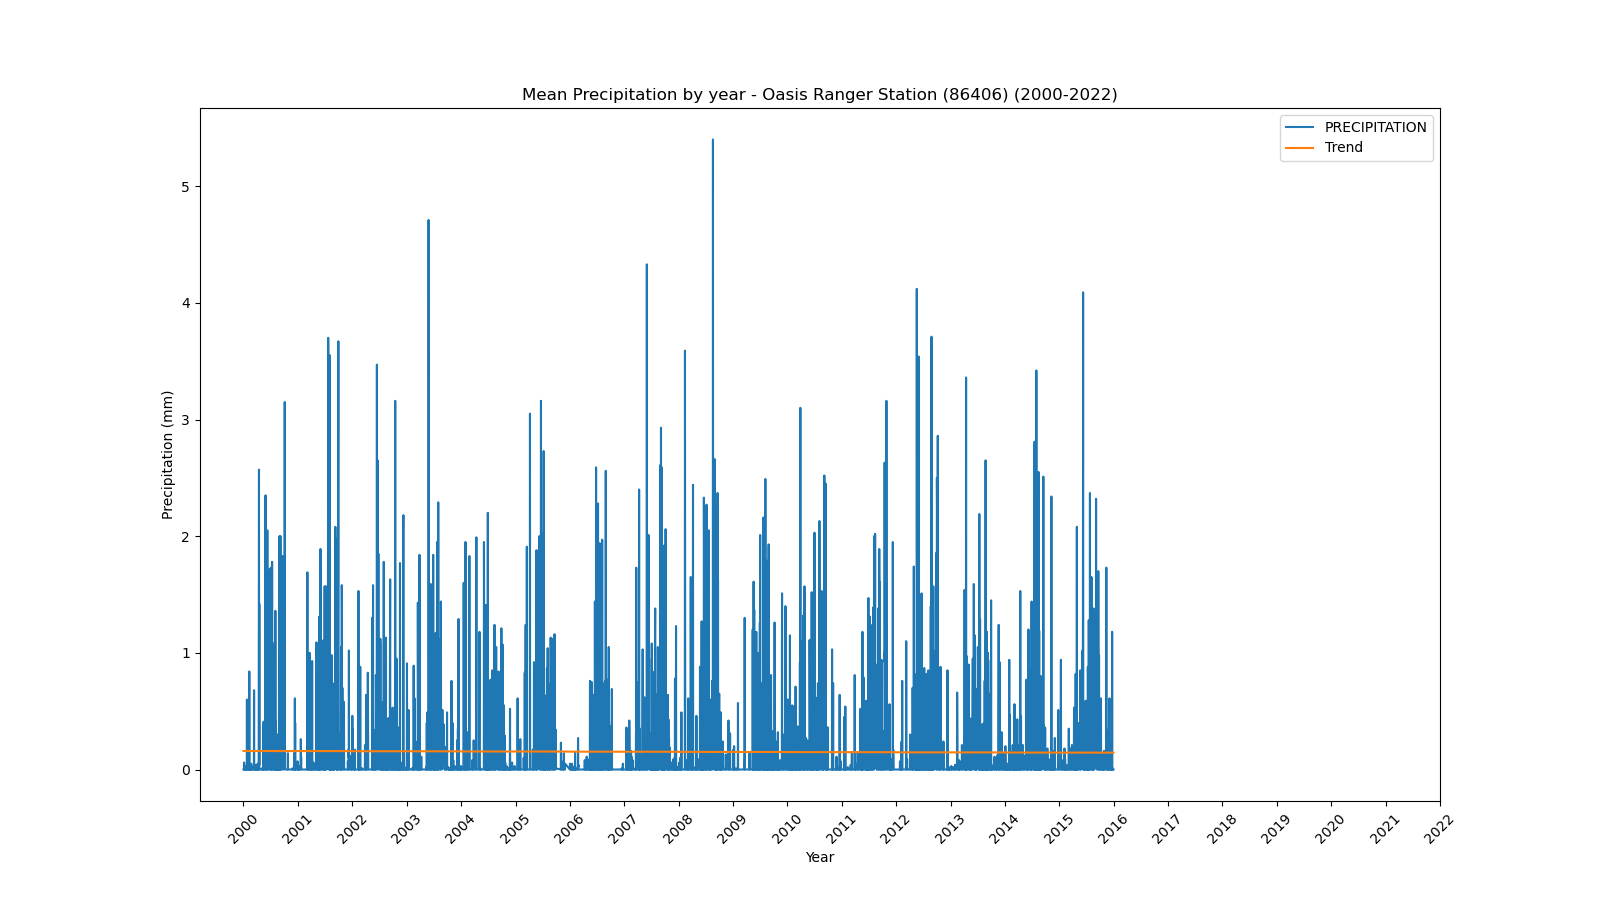 Mean Precipitation by year - Oasis Ranger Station (86406) (2000-2022)
PRECIPITATION
Trend
5
4
3
2
1
0
Precipitation (mm)
2000 2001 2002 2003 2004 2005 2006 2007 2008 2009 2010 2011 2012 2013 2014 2015 2016 2017 2018 2019 2020 2021 2022
Year